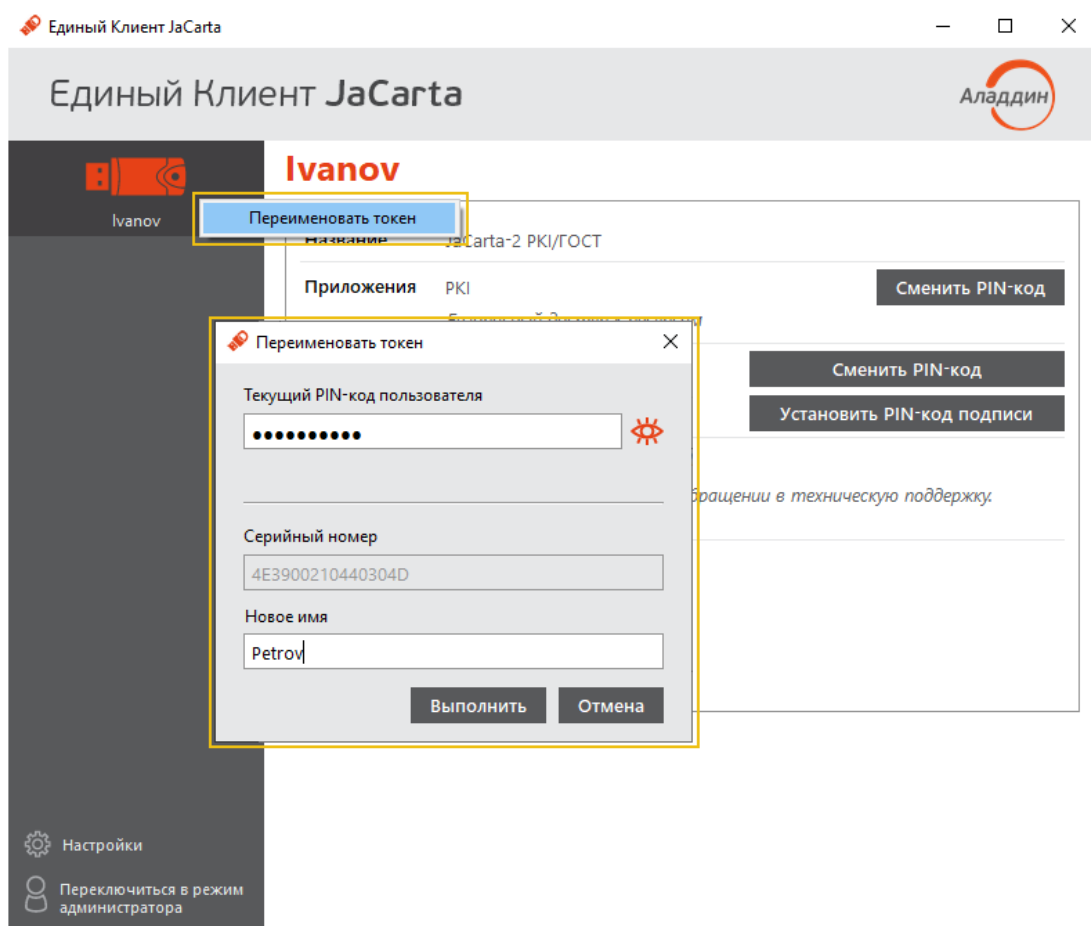 Единый Клиент JaCarta
Единый Клиент JaCarta
Аладдин
Ivanov
Ivanov
Переименовать токен
Название JaCarta-2 PKI/ГОСТ
Приложения PKI
Сменить PIN-код
Переименовать токен
Сменить PIN-код
Текущий PIN-код пользователя
Установить PIN-код подписи
••••••••••
в техническую поддержку.
Серийный номер
4E3900210440304D
Новое имя
Petrov
Выполнить Отмена
Настройки
Переключиться в режим
администратора